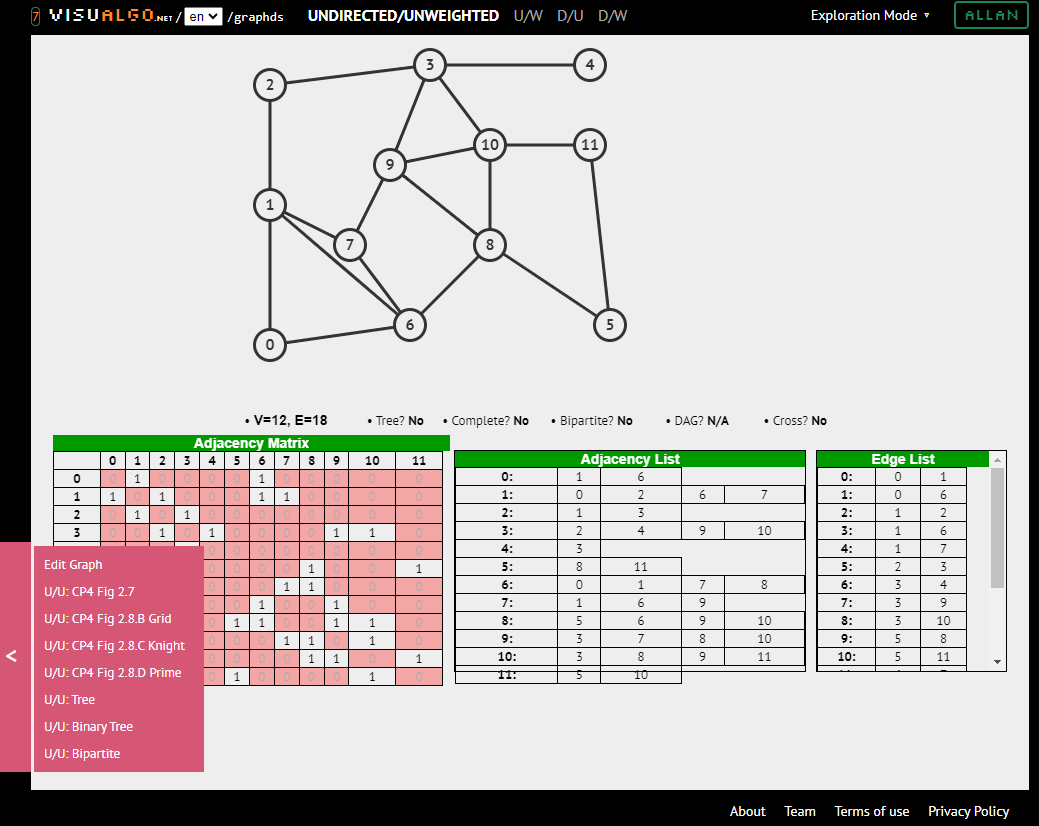 7 VISUALGO.NET / en /graphds UNDIRECTED/UNWEIGHTED U/W D/U D/W Exploration Mode ▼ ALLAN
3 4
2
10 11
9
1
7 8
6 5
0
• V=12, E=18 • Tree? No • Complete? No • Bipartite? No • DAG? N/A • Cross? No
Adjacency Matrix
0 1 2 3 4 5 6 7 8 9 10 11
0 0 1 0 0 0 0 1 0 0 0 0 0
1 1 0 1 0 0 0 1 1 0 0 0 0
2 0 1 0 1 0 0 0 0 0 0 0 0
3 0 0 1 0 1 0 0 0 0 1 1 0
0 0 0 0 0 0 0 0
0 0 0 0 1 0 0 1
0 0 0 1 1 0 0 0
0 0 1 0 0 1 0 0
0 1 1 0 0 1 1 0
0 0 0 1 1 0 1 0
0 0 0 0 1 1 0 1
0 1 0 0 0 0 1 0
Adjacency List
0: 1 6
1: 0 2 6 7
2: 1 3
3: 2 4 9 10
4: 3
5: 8 11
6: 0 1 7 8
7: 1 6 9
8: 5 6 9 10
9: 3 7 8 10
10: 3 8 9 11
11: 5 10
Edge List
0: 0 1
1: 0 6
2: 1 2
3: 1 6
4: 1 7
5: 2 3
6: 3 4
7: 3 9
8: 3 10
9: 5 8
10: 5 11
<
Edit Graph
U/U: CP4 Fig 2.7
U/U: CP4 Fig 2.8.B Grid
U/U: CP4 Fig 2.8.C Knight
U/U: CP4 Fig 2.8.D Prime
U/U: Tree
U/U: Binary Tree
U/U: Bipartite
About Team Terms of use Privacy Policy